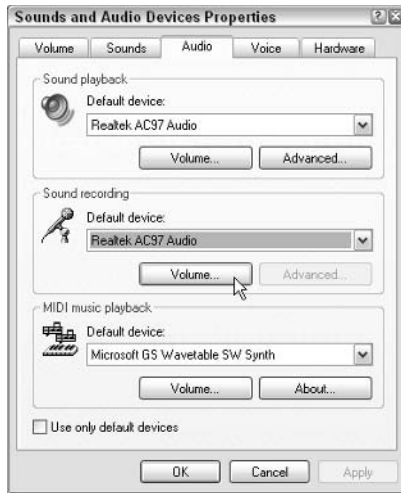 Sounds and Audio Devices Properties
Volume Sounds Audio Voice Hardware
Sound playback
Default device:
Realtek AC97 Audio
Volume... Advanced...
Sound recording
Default device:
Realtek AC97 Audio
Volume... Advanced...
MIDI music playback
Default device:
Microsoft GS Wavetable SW Synth
Volume... About...
Use only default devices
OK Cancel Apply